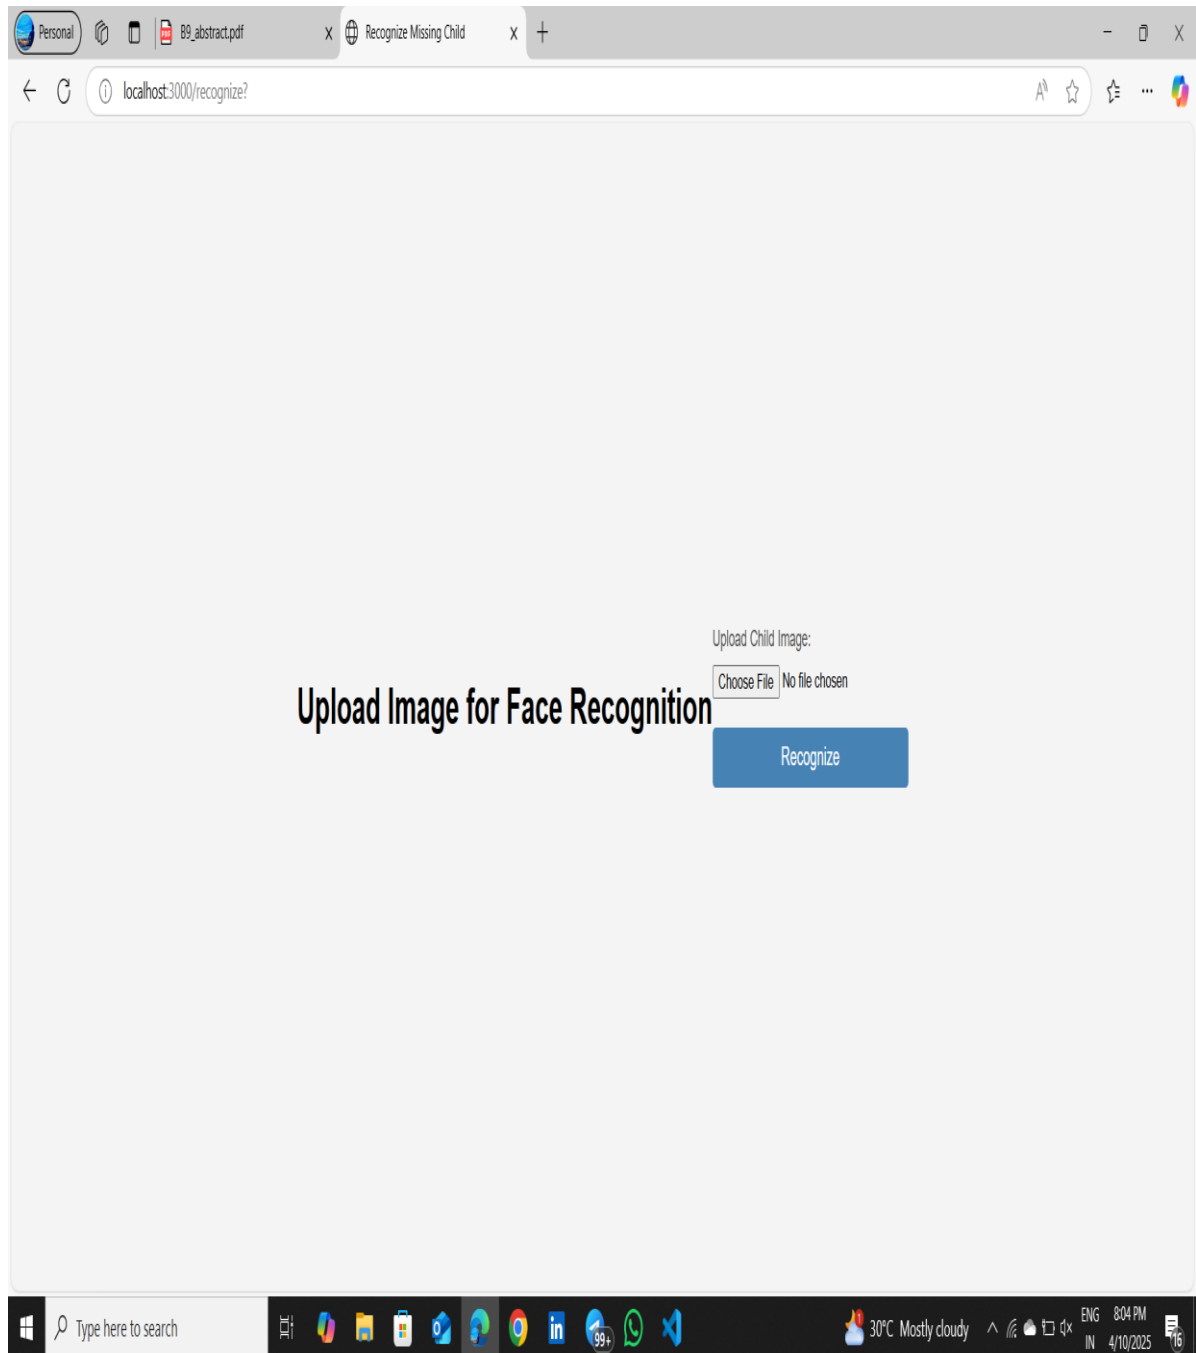 Personal
B9_abstract.pdf
Recognize Missing Child
localhost:3000/recognize?
Upload Child Image:
Choose File No file chosen
Upload Image for Face Recognition
Recognize
Type here to search
99+
30°C Mostly cloudy
ENG
IN
8:04 PM
4/10/2025
16